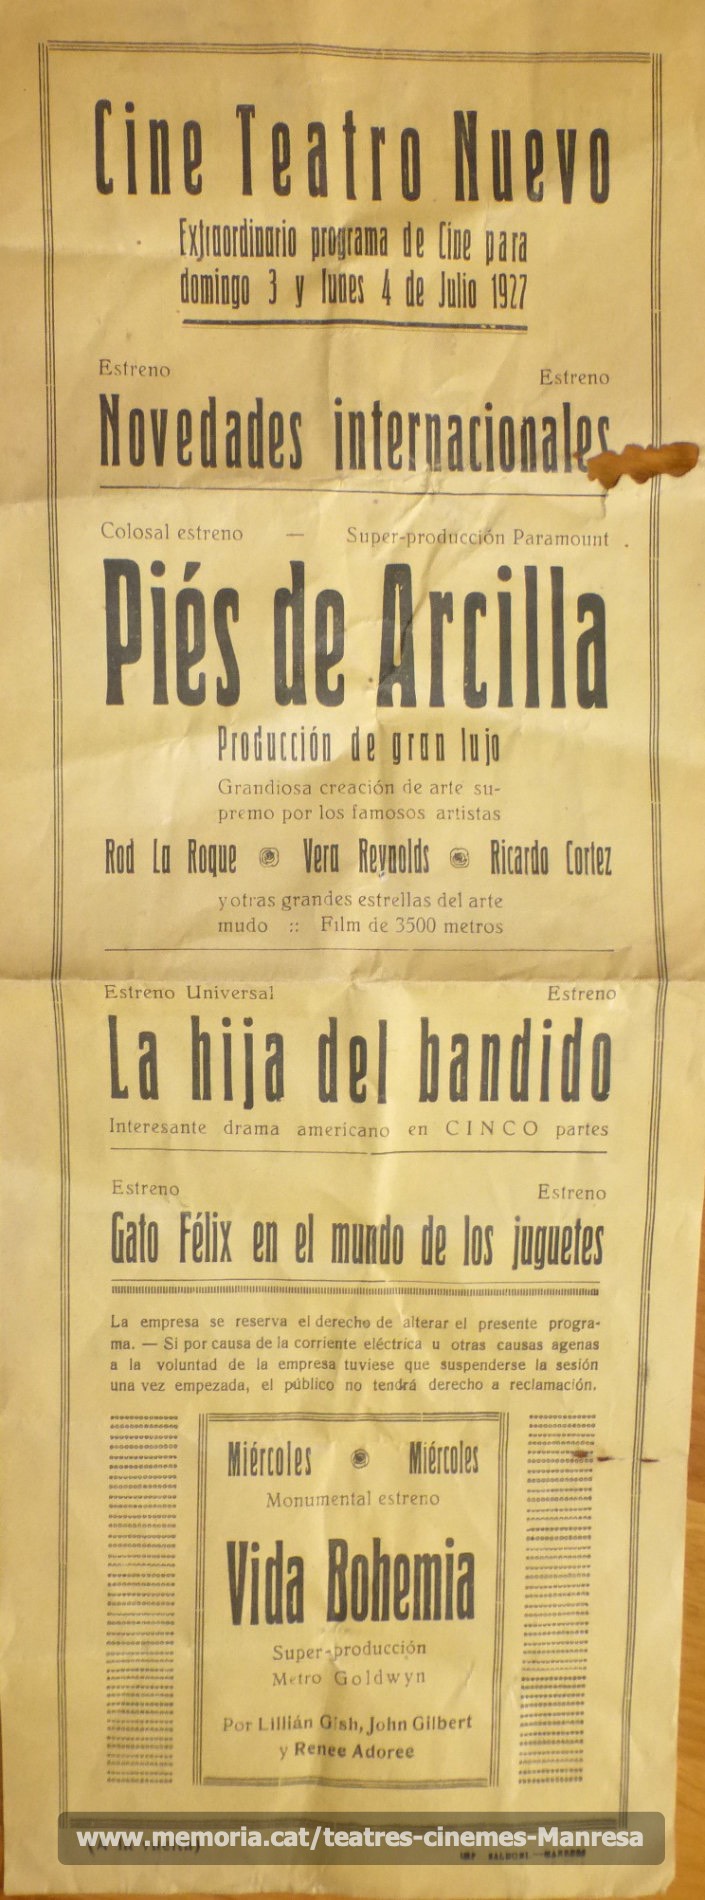 Cine Teatro Nuevo
Extraordinario programa de Cine para
domingo 3 y lunes 4 de Julio 1927
Estreno Estreno
Novedades internacionales
Colosal estreno — Super-producción Paramount
Piés de Arcilla
Producción de gran lujo
Grandiosa creación de arte su-
premo por los famosos artistas
Rod La Roque Vera Reynolds Ricardo Cortez
y otras grandes estrellas del arte
mudo :: Film de 3500 metros
Estreno Universal Estreno
La hija del bandido
Interesante drama americano en CINCO partes
Estreno Estreno
Gato Félix en el mundo de los juguetes
La empresa se reserva el derecho de alterar el presente progra-
ma. — Si por causa de la corriente eléctrica u otras causas agenas
a la voluntad de la empresa tuviese que suspenderse la sesión
una vez empezada, el público no tendrá derecho a reclamación.
Miércoles Miércoles
Monumental estreno
Vida Bohemia
Super-producción
Metro Goldwyn
Por Lillián Gish, John Gilbert
y Renee Adoree
www.memoria.cat/teatres-cinemes-Manresa